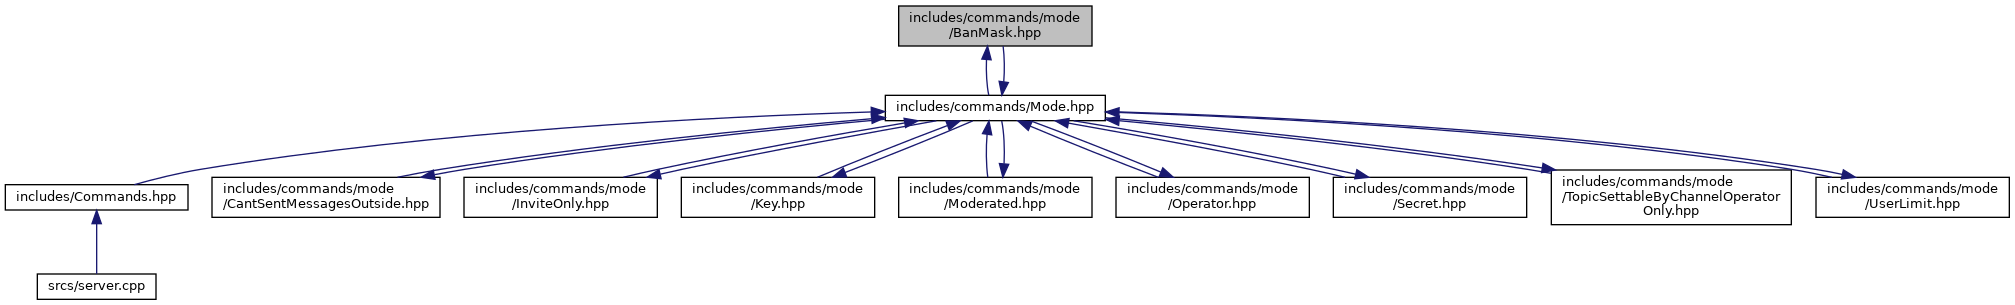 includes/commands/mode
/BanMask.hpp
includes/commands/Mode.hpp
includes/Commands.hpp
includes/commands/mode
/CantSentMessagesOutside.hpp
includes/commands/mode
/InviteOnly.hpp
includes/commands/mode
/Key.hpp
includes/commands/mode
/Moderated.hpp
includes/commands/mode
/Operator.hpp
includes/commands/mode
/Secret.hpp
includes/commands/mode
/TopicSettableByChannelOperator
Only.hpp
includes/commands/mode
/UserLimit.hpp
srcs/server.cpp